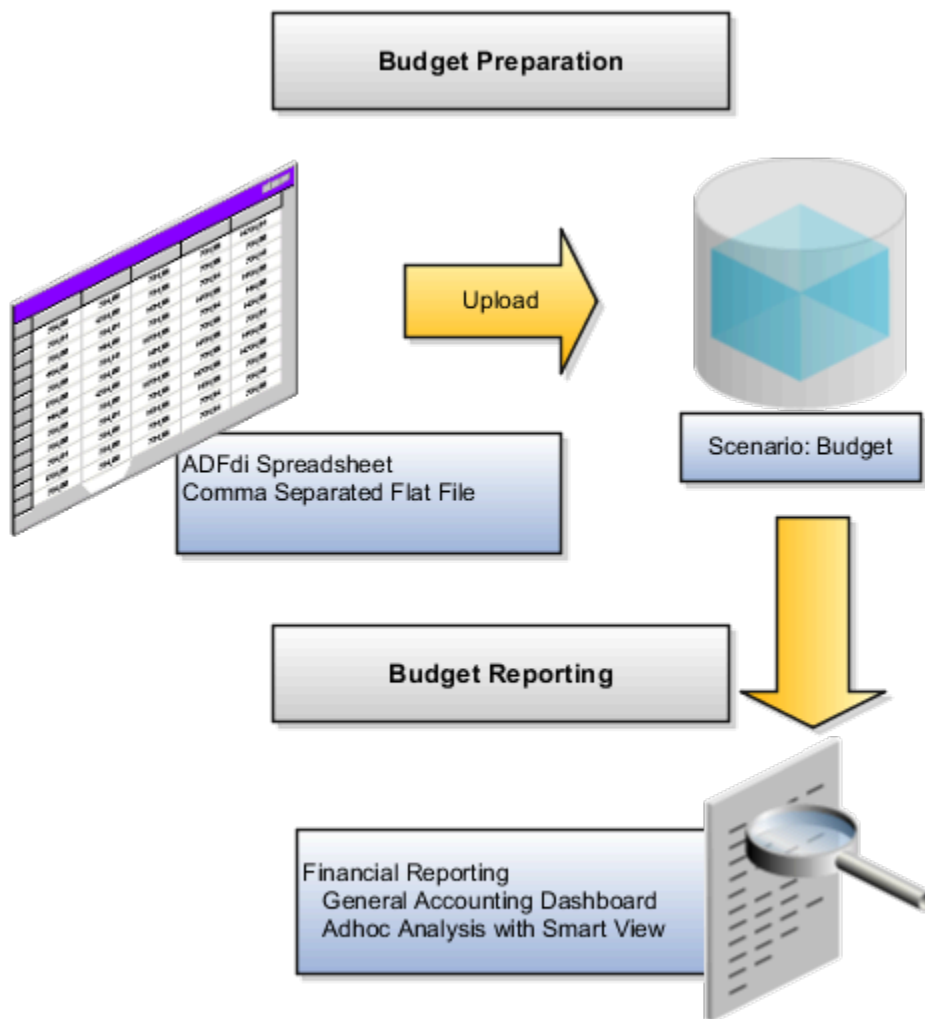 Budget Preparation
Upload
ADFdi Spreadsheet
Comma Separated Flat File
Scenario: Budget
Budget Reporting
Financial Reporting
General Accounting Dashboard
Adhoc Analysis with Smart View